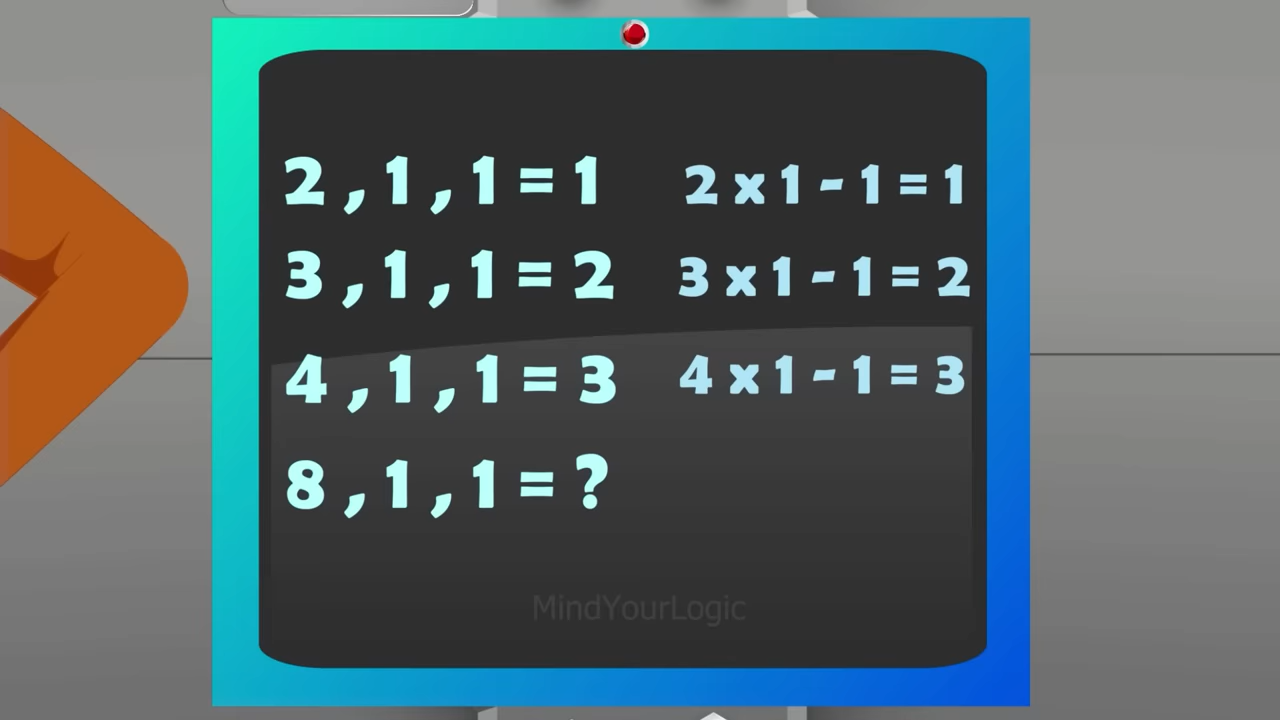 2 , 1 , 1 = 1 2 x 1 - 1 = 1
3 , 1 , 1 = 2 3 x 1 - 1 = 2
4 , 1 , 1 = 3 4 x 1 - 1 = 3
8 , 1 , 1 = ?
MindYourLogic